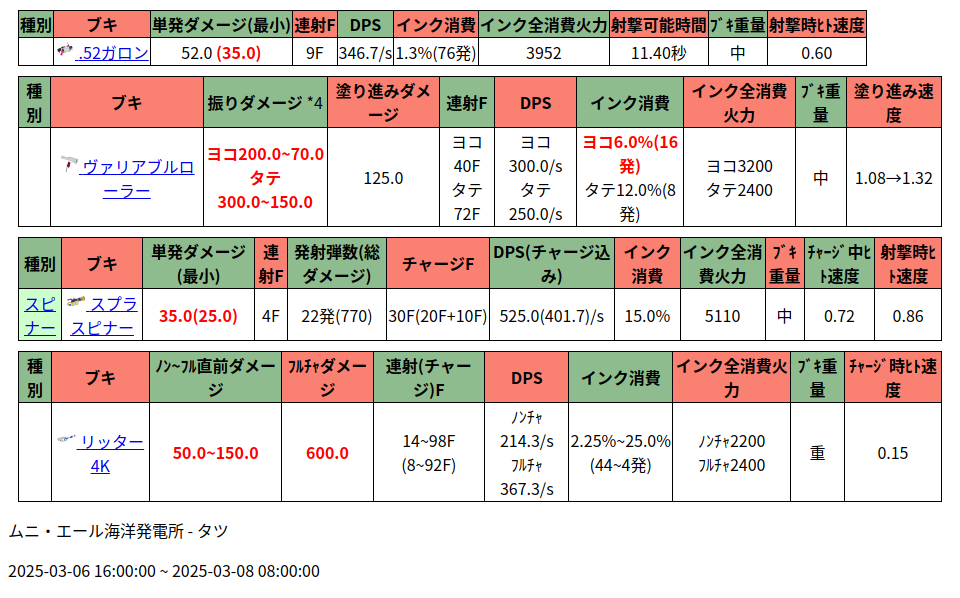 種別 ブキ 単発ダメージ(最小) 連射F DPS インク消費 インク全消費火力 射撃可能時間 ﾌﾞｷ重量 射撃時ﾋﾄ速度
.52ガロン 52.0 (35.0) 9F 346.7/s 1.3%(76発) 3952 11.40秒 中 0.60
種別 ブキ 振りダメージ *4 塗り進みダメージ 連射F DPS インク消費 インク全消費火力 ﾌﾞｷ重量 塗り進み速度
ヴァリアブルローラー ヨコ200.0~70.0 タテ 300.0~150.0 125.0 ヨコ 40F タテ 72F ヨコ 300.0/s タテ 250.0/s ヨコ6.0%(16発) タテ12.0%(8発) ヨコ3200 タテ2400 中 1.08→1.32
種別 ブキ 単発ダメージ(最小) 連射F 発射弾数(総ダメージ) チャージF DPS(チャージ込み) インク消費 インク全消費火力 ﾌﾞｷ重量 ﾁｬｰｼﾞ中ﾋﾄ速度 射撃時ﾋﾄ速度
スピナー スプラスピナー 35.0(25.0) 4F 22発(770) 30F(20F+10F) 525.0(401.7)/s 15.0% 5110 中 0.72 0.86
種別 ブキ ﾉﾝ~ﾌﾙ直前ダメージ ﾌﾙﾁｬダメージ 連射(チャージ)F DPS インク消費 インク全消費火力 ﾌﾞｷ重量 ﾁｬｰｼﾞ時ﾋﾄ速度
リッター4K 50.0~150.0 600.0 14~98F (8~92F) ﾉﾝﾁｬ 214.3/s ﾌﾙﾁｬ 367.3/s 2.25%~25.0% (44~4発) ﾉﾝﾁｬ2200 ﾌﾙﾁｬ2400 重 0.15
ムニ・エール海洋発電所 - タツ
2025-03-06 16:00:00 ~ 2025-03-08 08:00:00